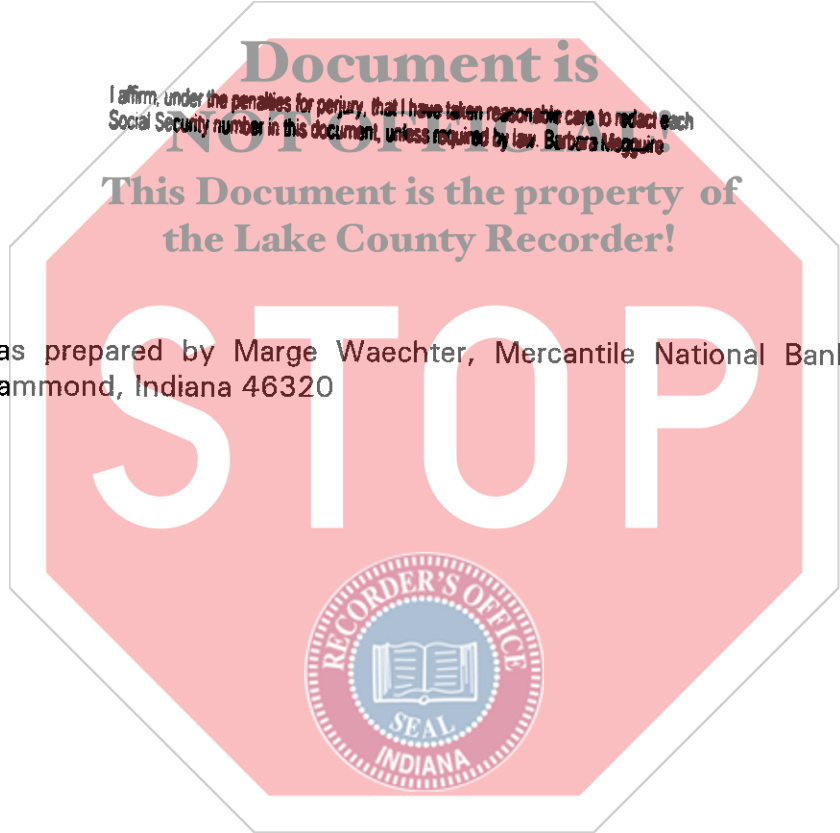 Document is
I affirm, under the penalties for perjury, that I have taken reasonable care to redact each
NOT OFFICIAL!
Social Security number in this document, unless required by law. Barbara Megquire
This Document is the property of
the Lake County Recorder!
as prepared by Marge Waechter, Mercantile National Ban
ammond, Indiana 46320
STOP
RECORDER'S OFFICE
SEAL
INDIANA